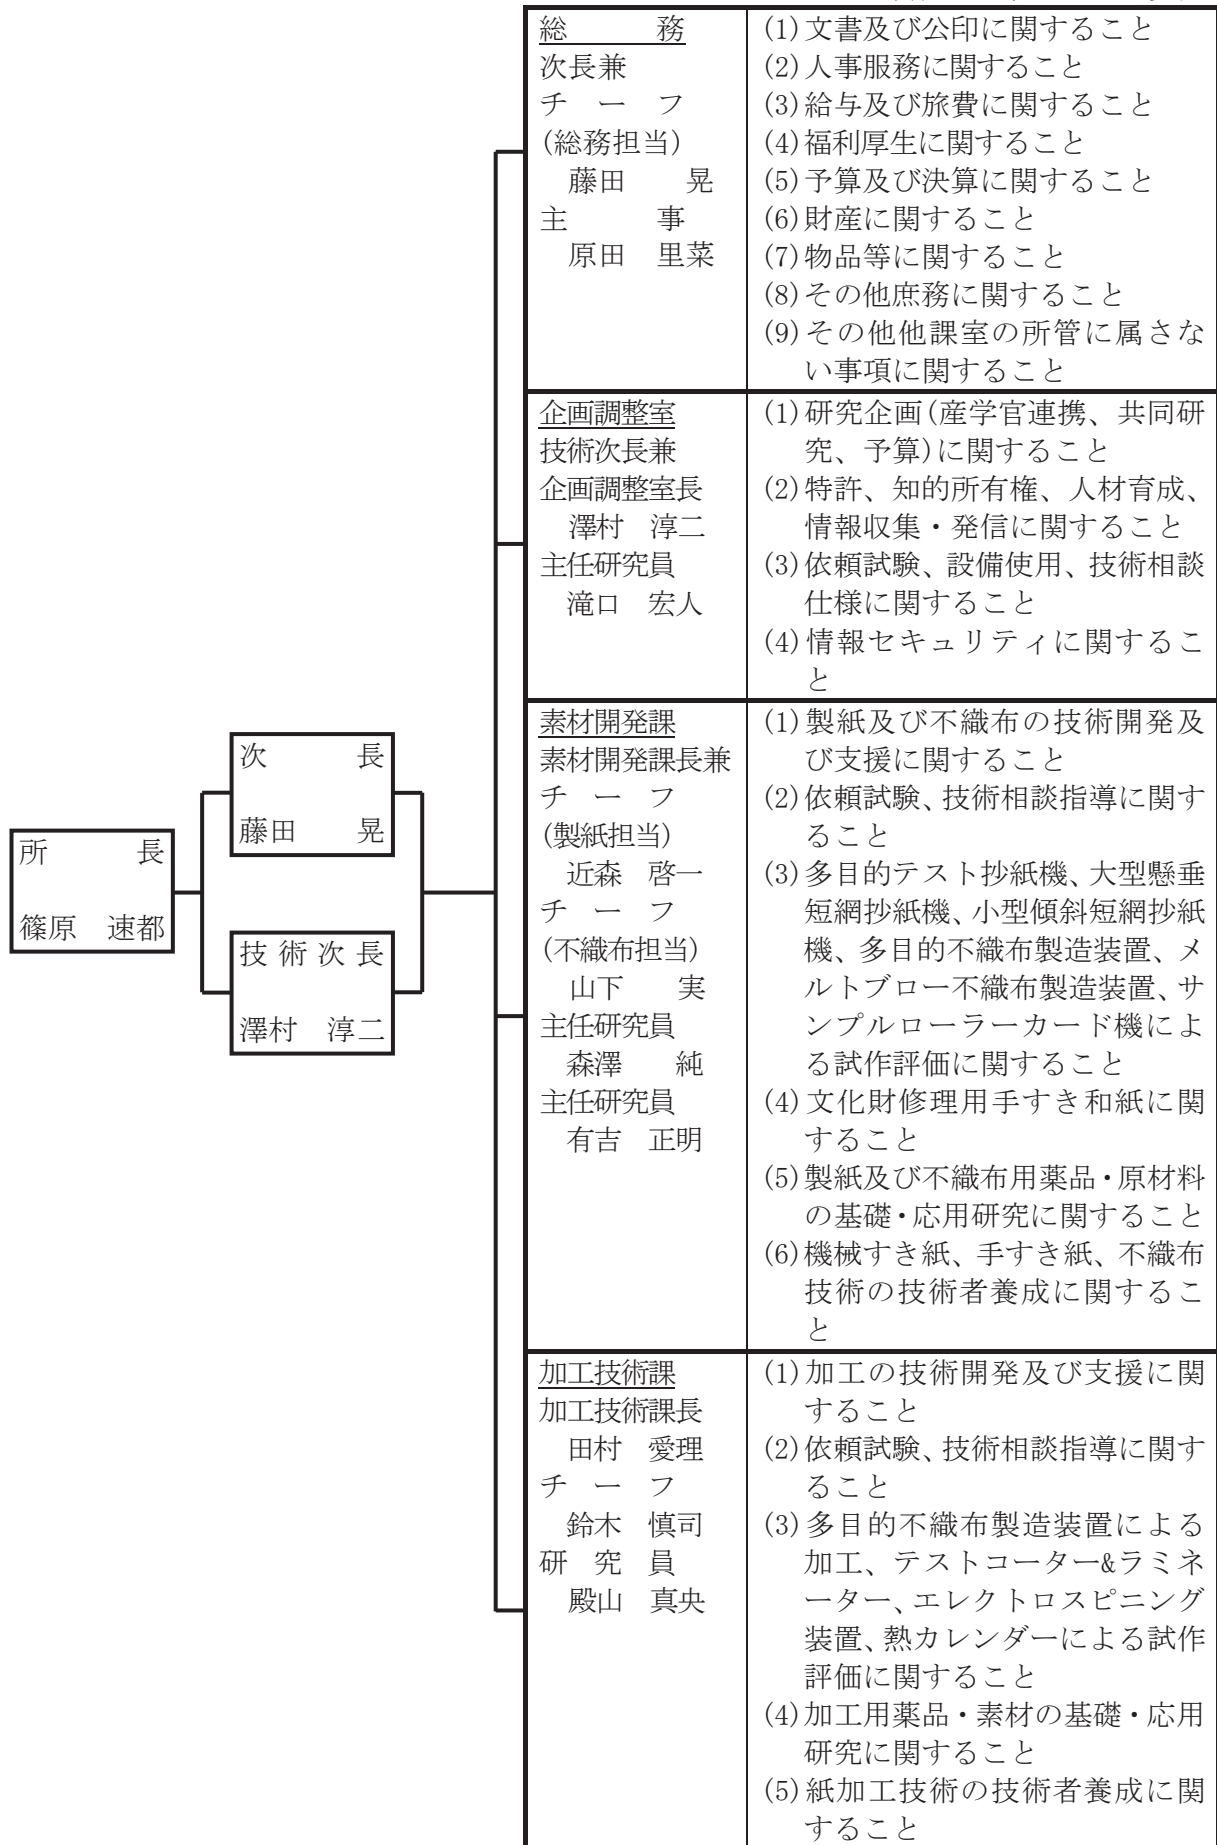 所　　　長
篠原　速都
次　　　長
藤田　　晃
技術次長
澤村　淳二
総　　　務
次長兼
チ　ー　フ
(総務担当)
藤田　　晃
主　　　事
原田　里菜
(1)文書及び公印に関すること
(2)人事服務に関すること
(3)給与及び旅費に関すること
(4)福利厚生に関すること
(5)予算及び決算に関すること
(6)財産に関すること
(7)物品等に関すること
(8)その他庶務に関すること
(9)その他他課室の所管に属さな
い事項に関すること
企画調整室
技術次長兼
企画調整室長
澤村　淳二
主任研究員
滝口　宏人
(1)研究企画(産学官連携、共同研
究、予算)に関すること
(2)特許、知的所有権、人材育成、
情報収集・発信に関すること
(3)依頼試験、設備使用、技術相談
仕様に関すること
(4)情報セキュリティに関するこ
と
素材開発課
素材開発課長兼
チ　ー　フ
(製紙担当)
近森　啓一
チ　ー　フ
(不織布担当)
山下　　実
主任研究員
森澤　　純
主任研究員
有吉　正明
(1)製紙及び不織布の技術開発及
び支援に関すること
(2)依頼試験、技術相談指導に関す
ること
(3)多目的テスト抄紙機、大型懸垂
短網抄紙機、小型傾斜短網抄紙
機、多目的不織布製造装置、メ
ルトブロー不織布製造装置、サ
ンプルローラーカード機によ
る試作評価に関すること
(4)文化財修理用手すき和紙に関
すること
(5)製紙及び不織布用薬品・原材料
の基礎・応用研究に関すること
(6)機械すき紙、手すき紙、不織布
技術の技術者養成に関するこ
と
加工技術課
加工技術課長
田村　愛理
チ　ー　フ
鈴木　慎司
研　究　員
殿山　真央
(1)加工の技術開発及び支援に関
すること
(2)依頼試験、技術相談指導に関す
ること
(3)多目的不織布製造装置による
加工、テストコーター&ラミネ
ーター、エレクトロスピニング
装置、熱カレンダーによる試作
評価に関すること
(4)加工用薬品・素材の基礎・応用
研究に関すること
(5)紙加工技術の技術者養成に関
すること